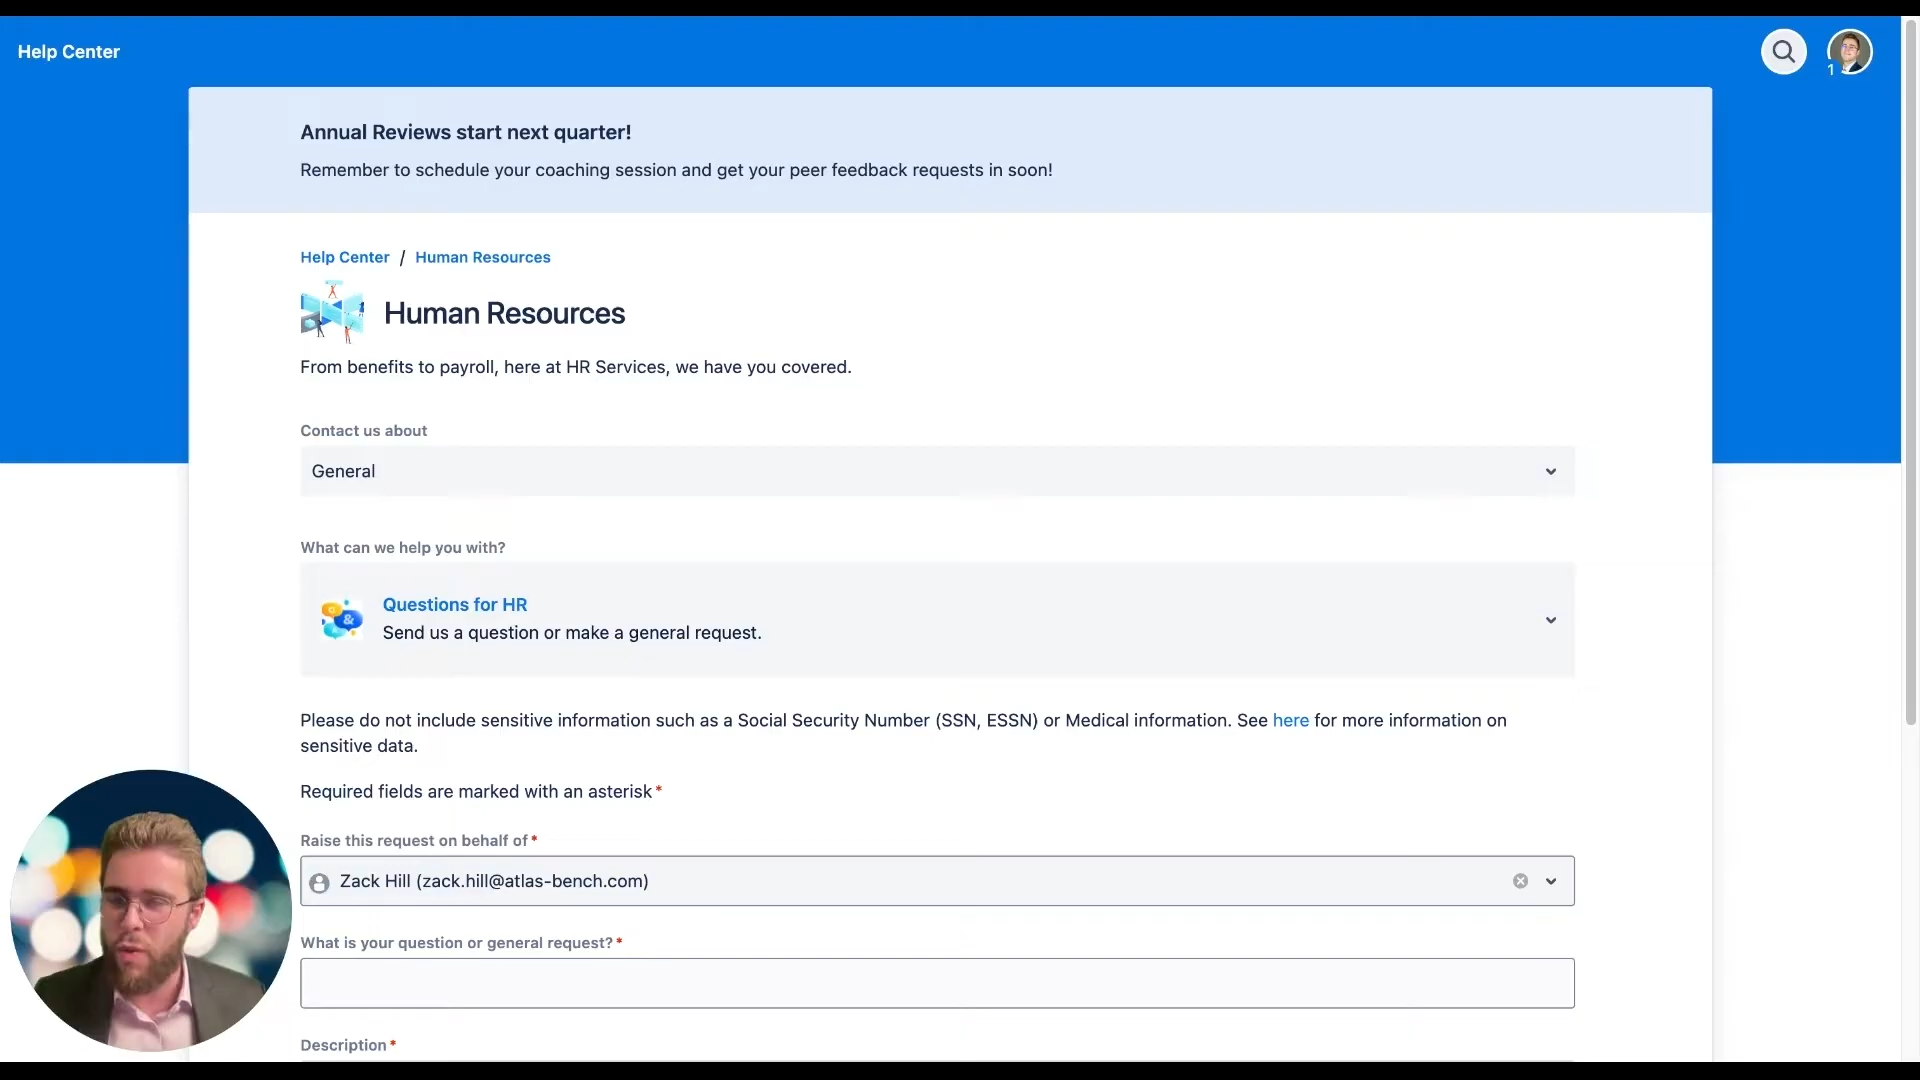 Help Center
1
Annual Reviews start next quarter!
Remember to schedule your coaching session and get your peer feedback requests in soon!
Help Center / Human Resources
Human Resources
From benefits to payroll, here at HR Services, we have you covered.
Contact us about
General
What can we help you with?
Questions for HR
Send us a question or make a general request.
Please do not include sensitive information such as a Social Security Number (SSN, ESSN) or Medical information. See here for more information on
sensitive data.
Required fields are marked with an asterisk*
Raise this request on behalf of*
Zack Hill (zack.hill@atlas-bench.com)
What is your question or general request?*
Description*